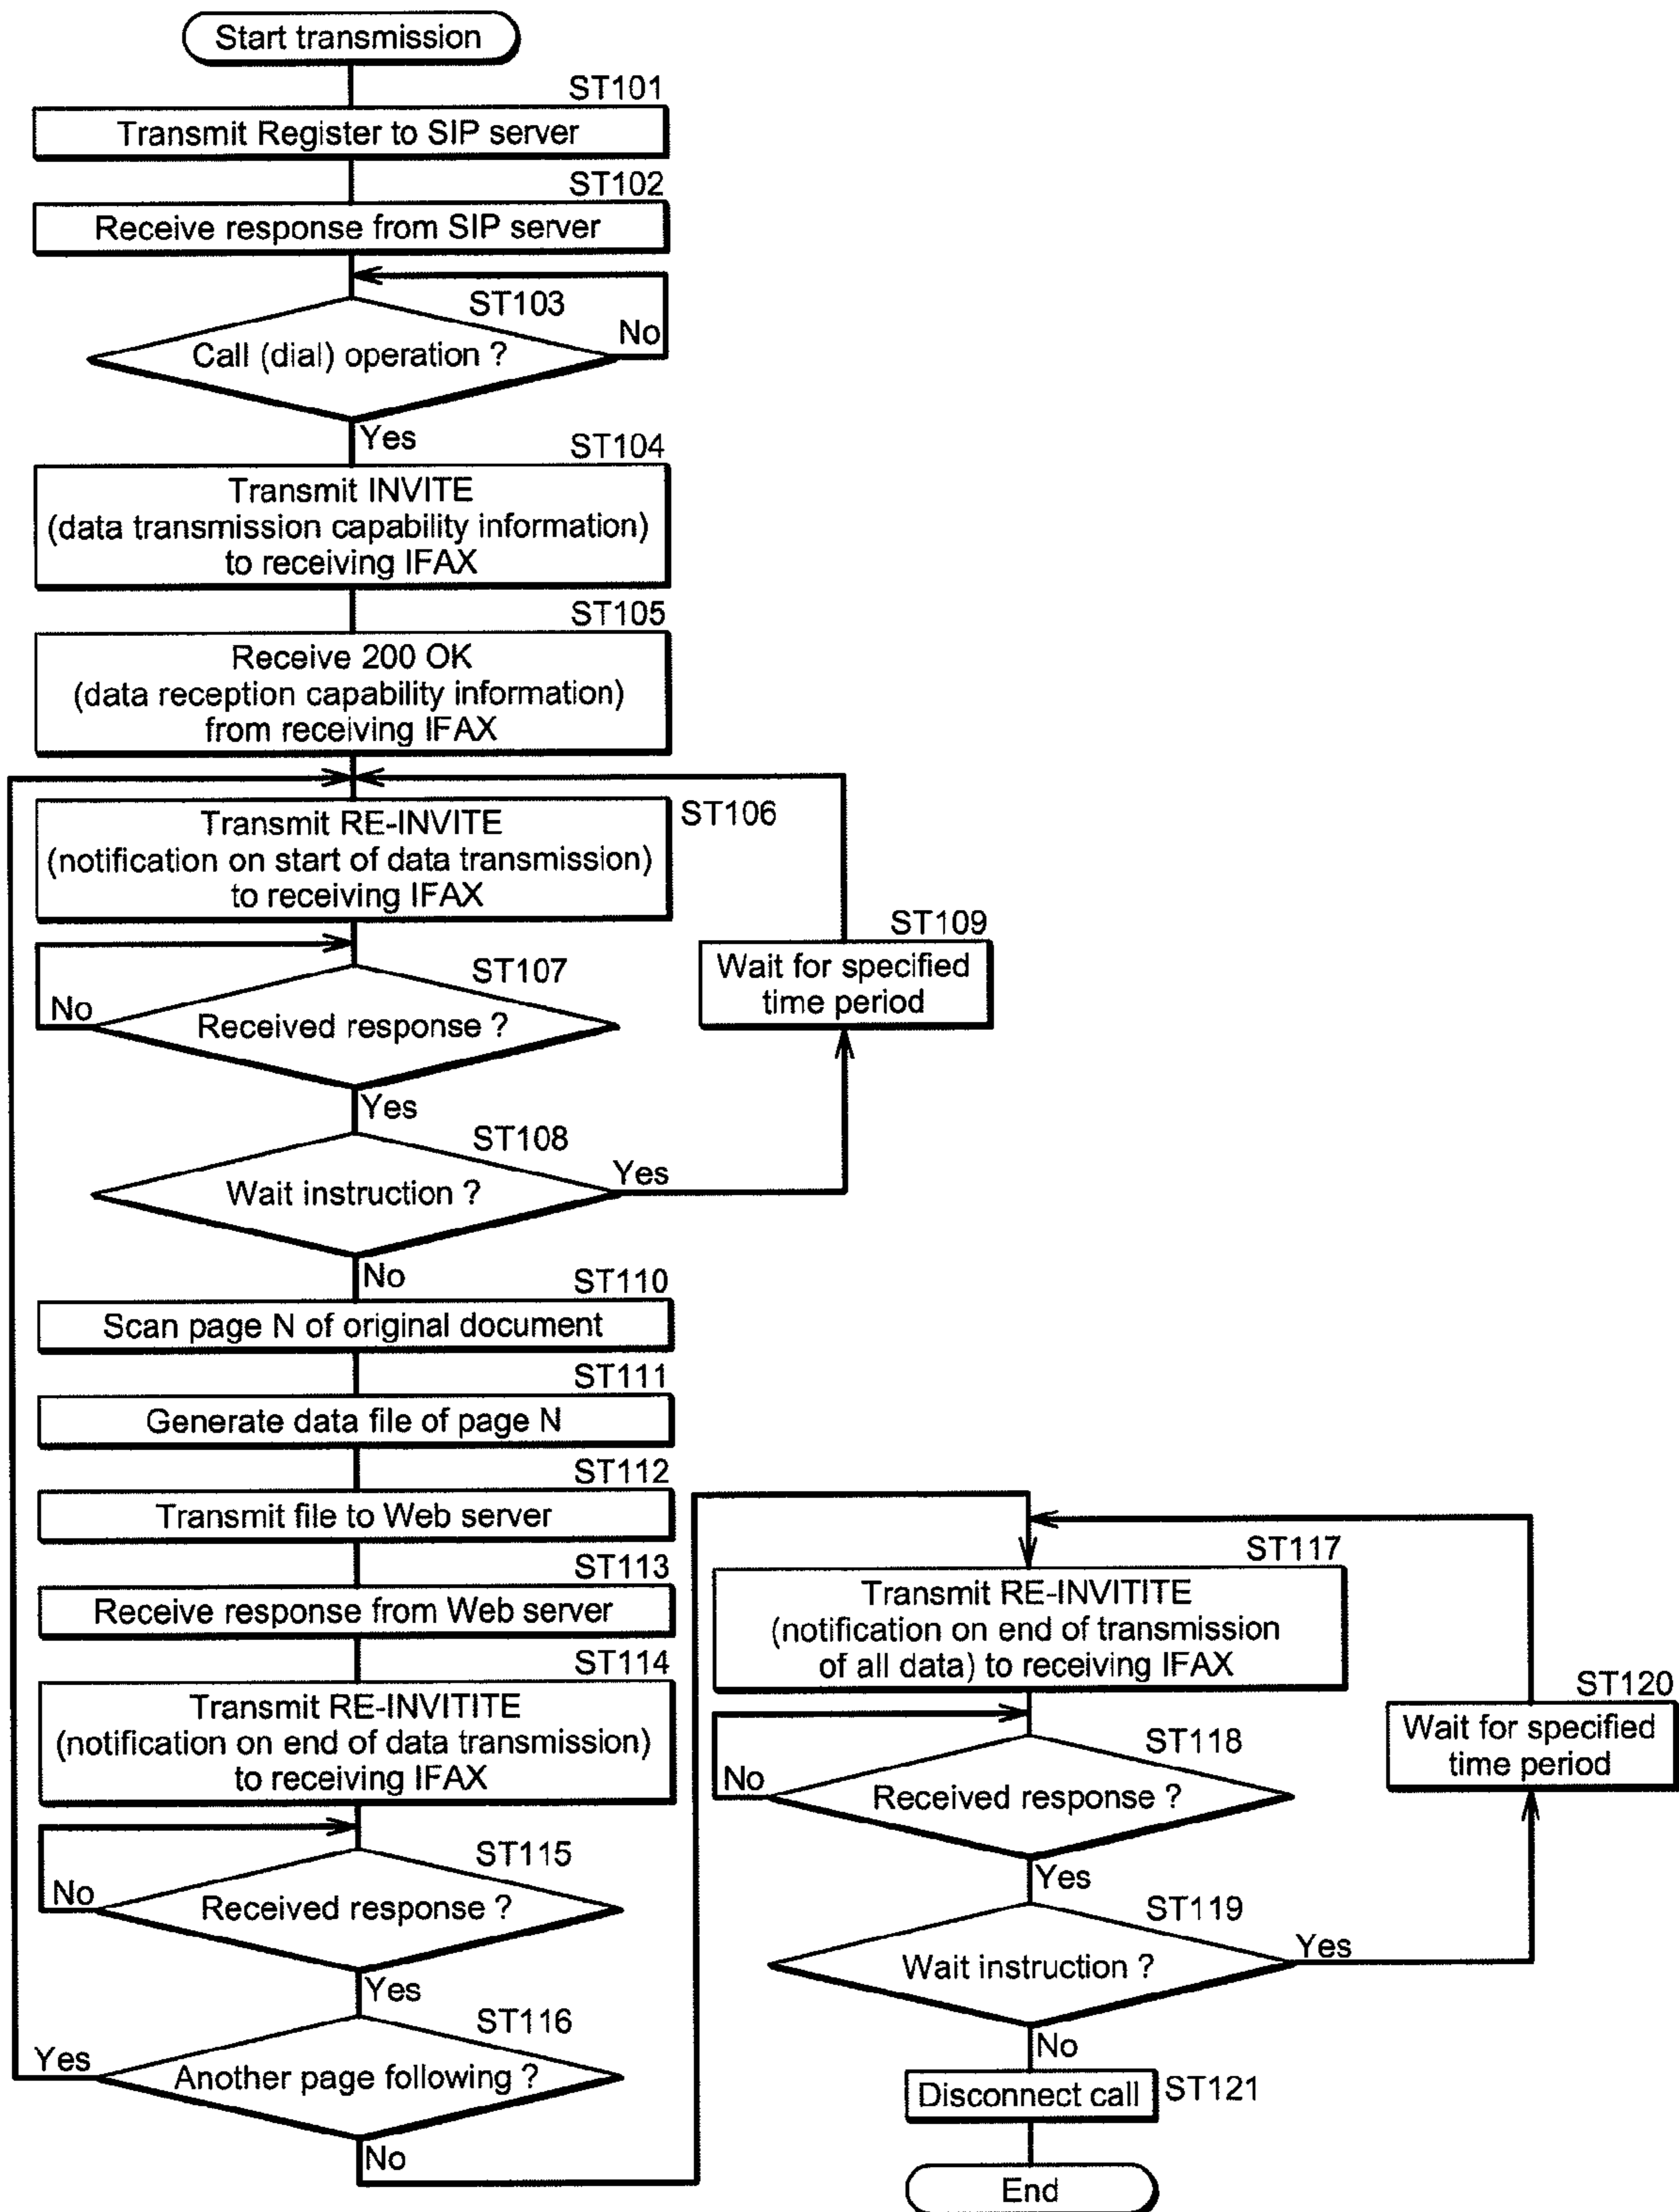 Start transmission
ST101
Transmit Register to SIP server
ST102
Receive response from SIP server
ST103
No
Call (dial) operation ?
Yes
ST104
Transmit INVITE
(data transmission capability information)
to receiving IFAX
ST105
Receive 200 OK
(data reception capability information)
from receiving IFAX
ST106
Transmit RE-INVITE
(notification on start of data transmission)
to receiving IFAX
ST109
Wait for specified
time period
ST107
No
Received response ?
Yes
ST108
Yes
Wait instruction ?
No
ST110
Scan page N of original document
ST111
Generate data file of page N
ST112
Transmit file to Web server
ST113
Receive response from Web server
ST114
Transmit RE-INVITITE
(notification on end of data transmission)
to receiving IFAX
ST115
No
Received response ?
Yes
ST116
Yes
Another page following ?
No
ST117
Transmit RE-INVITITE
(notification on end of transmission
of all data) to receiving IFAX
ST120
Wait for specified
time period
ST118
No
Received response ?
Yes
ST119
Yes
Wait instruction ?
No
Disconnect call
ST121
End